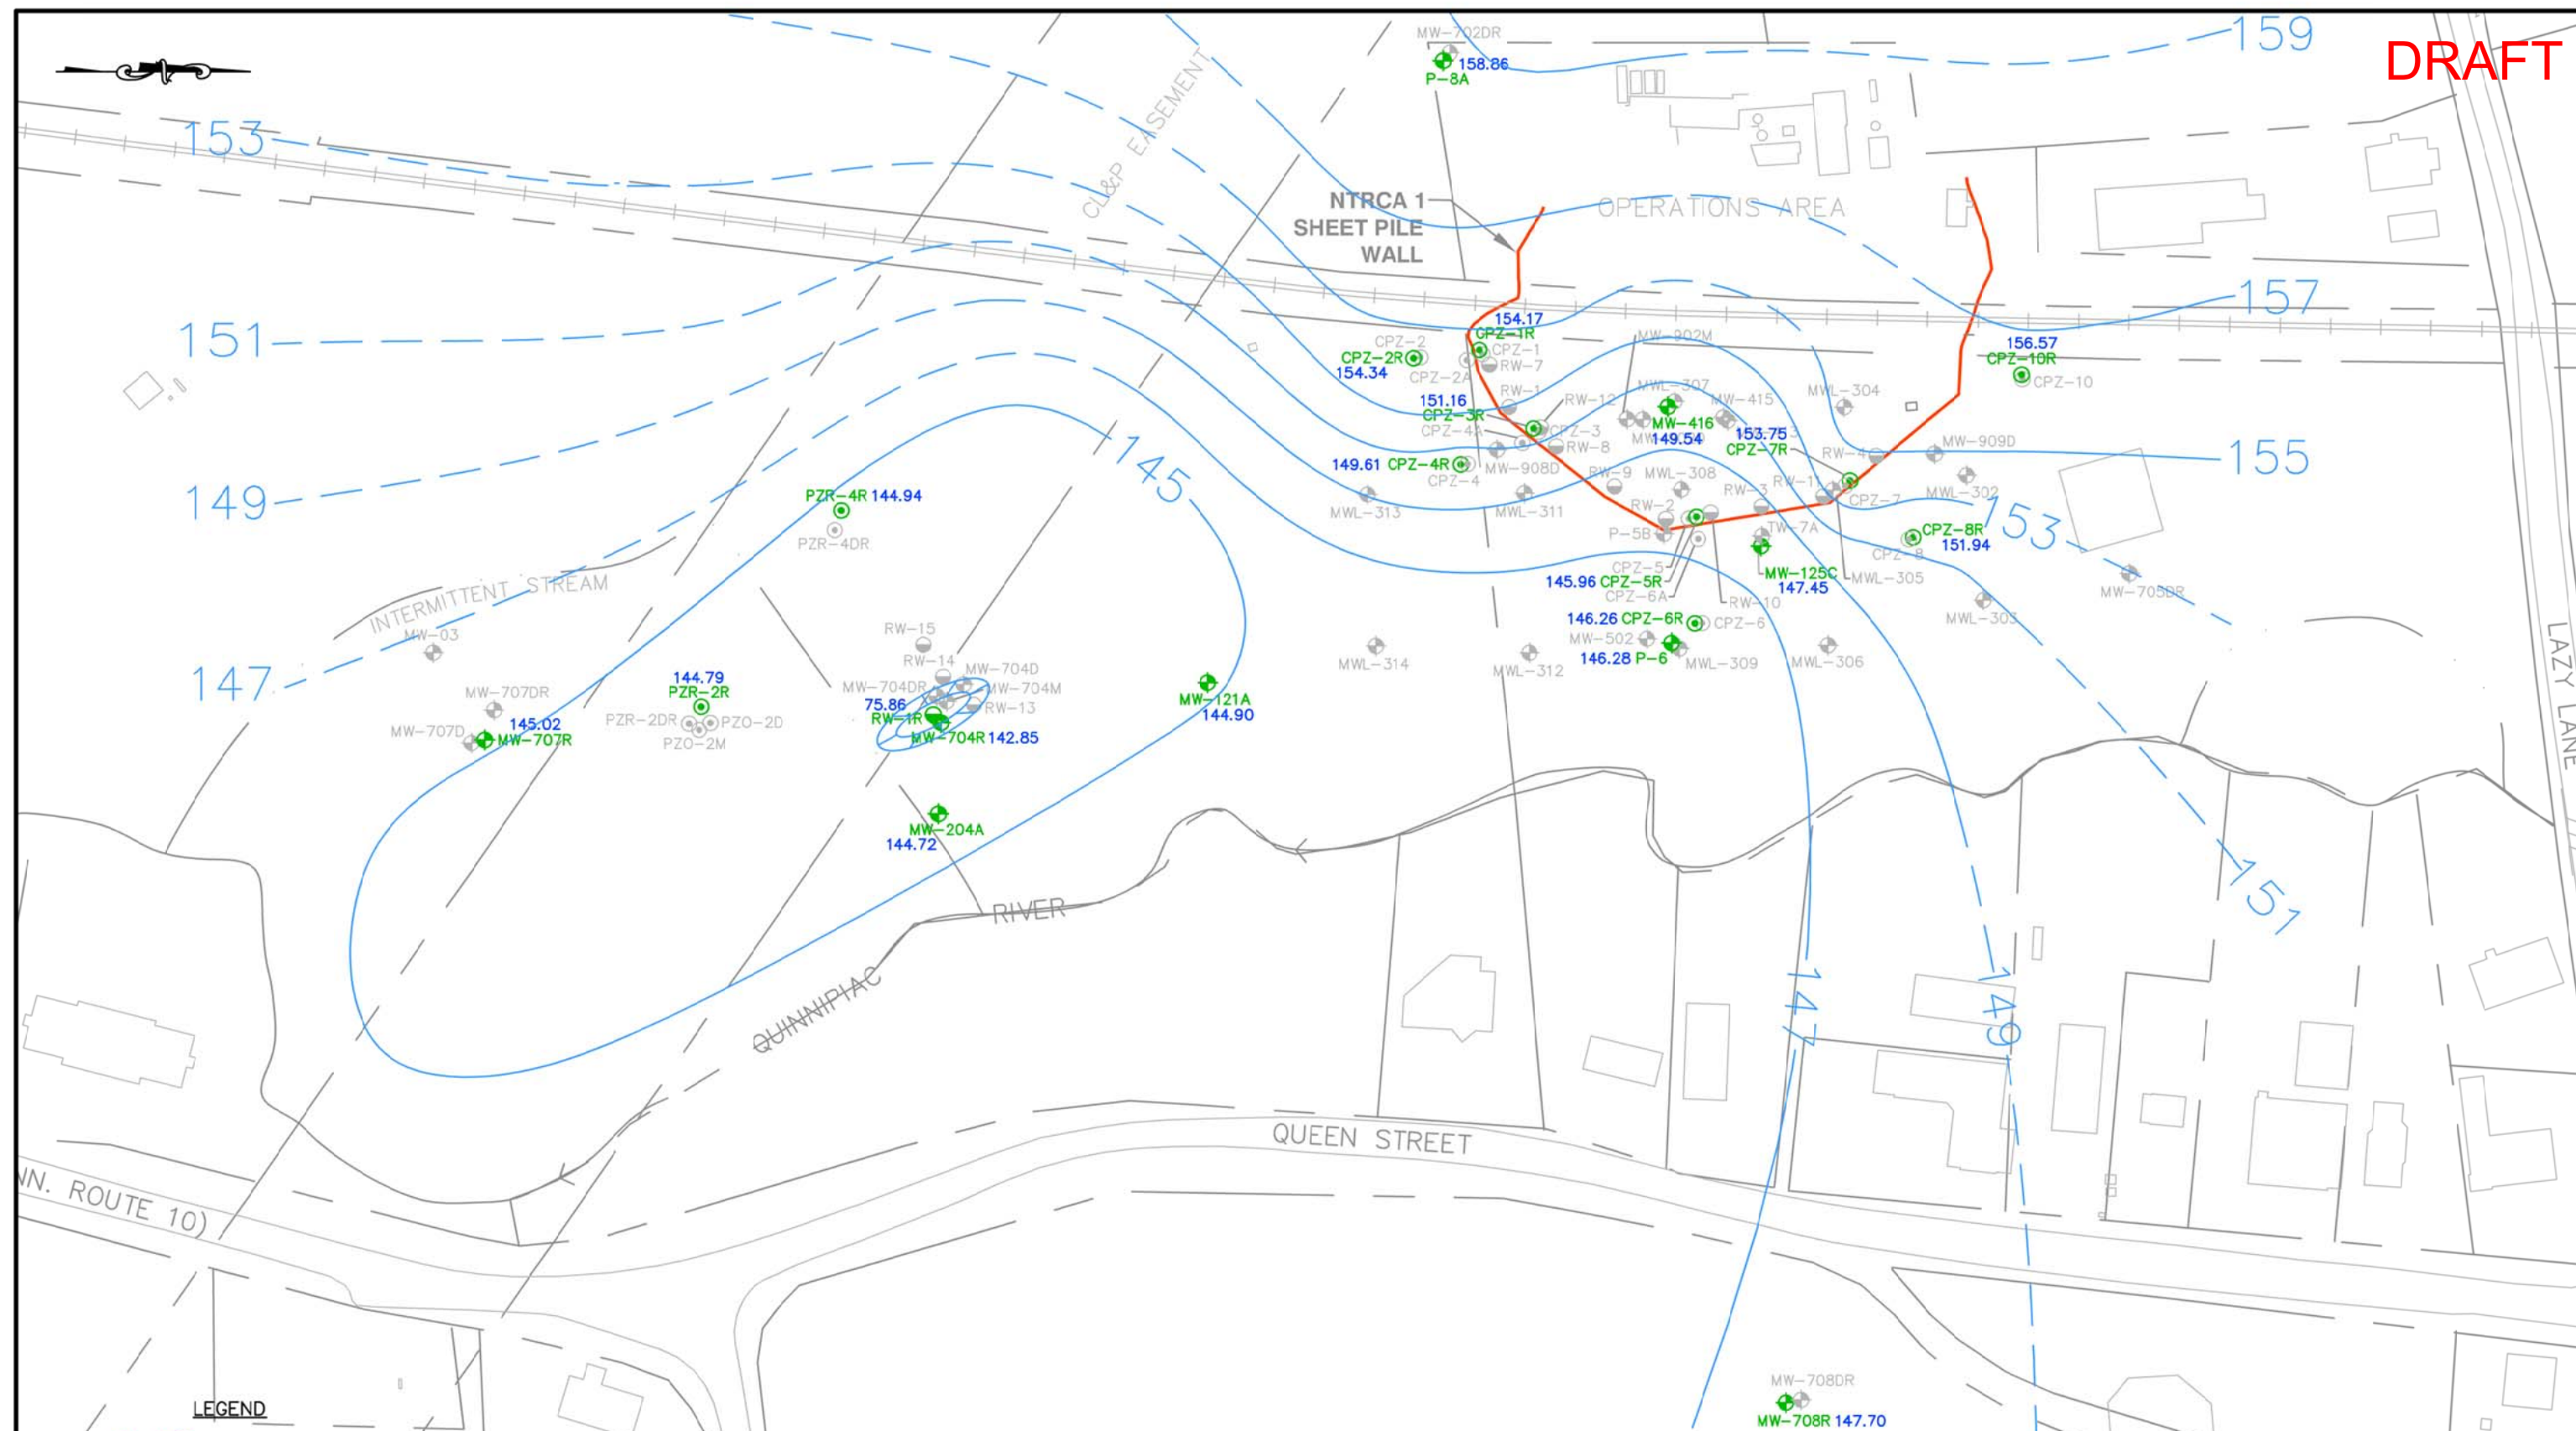 DRAFT
159
MW-702DR
158.86
P-8A
CL&P EASEMENT
153
NTRCA 1
SHEET PILE
WALL
OPERATIONS AREA
157
151
154.17
CPZ-1R
CPZ-1
RW-7
CPZ-2
CPZ-2R
154.34
CPZ-2A
MW-902M
156.57
CPZ-10R
CPZ-10
RW-1
RW-12
MWL-307
MW-415
MWL-304
151.16
CPZ-3R
CPZ-3
CPZ-4A
RW-8
MW-416
149.54
153.75
CPZ-7R
RW-4
MW-909D
155
145
149.61 CPZ-4R
CPZ-4
MW-908D
RW-9
MWL-308
RW-3
CPZ-7
MWL-302
149
PZR-4R 144.94
PZR-4DR
MWL-313
MWL-311
RW-2
P-5B
TW-7A
153
CPZ-8R
151.94
CPZ-8
CPZ-5
145.96 CPZ-5R
CPZ-6A
MW-125C
147.45
MWL-305
MW-705DR
RW-10
INTERMITTENT STREAM
MW-03
146.26 CPZ-6R
CPZ-6
MWL-303
RW-15
MW-502
146.28 P-6
MWL-309
MWL-306
MWL-314
MWL-312
LAZY LANE
147
RW-14
MW-704D
MW-704DR
MW-704M
144.79
PZR-2R
MW-707DR
PZR-2DR
PZO-2D
PZO-2M
75.86
RW-1R
RW-13
MW-704R 142.85
MW-121A
144.90
145.02
MW-707D
MW-707R
MW-204A
144.72
151
QUINNIPIAC
RIVER
147
149
QUEEN STREET
NN. ROUTE 10)
LEGEND
MW-708DR
MW-708R 147.70